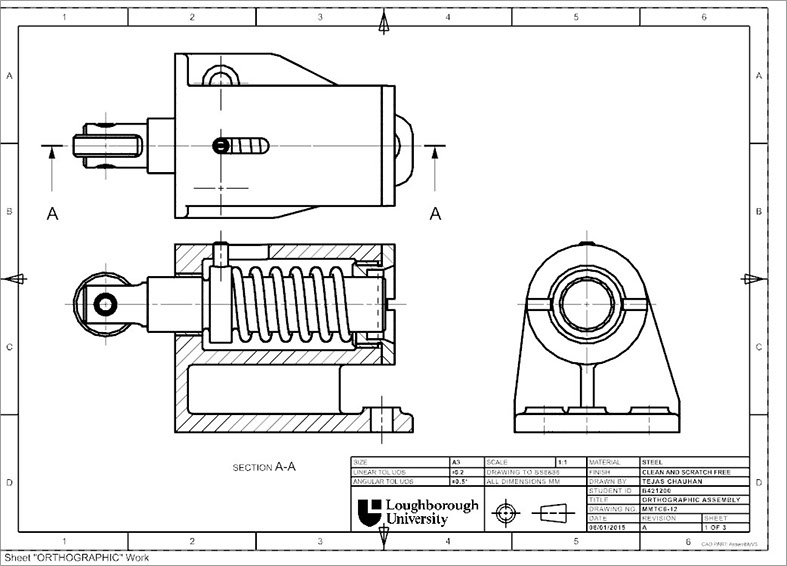 1 2 3 4 5 6
A A
B B
A A
C C
SECTION A-A
D D
SIZE A3 SCALE 1:1 MATERIAL STEEL
LINEAR TOL UOS ±0.2 DRAWING TO BS8888 FINISH CLEAN AND SCRATCH FREE
ANGULAR TOL UOS ±0.5° ALL DIMENSIONS MM DRAWN BY TEJAS CHAUHAN
STUDENT ID B421200
TITLE ORTHOGRAPHIC ASSEMBLY
DRAWING NO. MMTC6-12
DATE REVISION SHEET
08/01/2015 A 1 OF 3
Loughborough
University
1 2 3 4 5 6
CAD PART:
Sheet "ORTHOGRAPHIC" Work